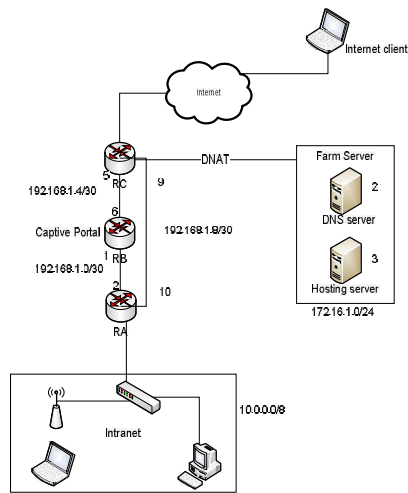 Internet client
Internet
DNAT
Farm Server
2
DNS server
3
Hosting server
172.16.1.0/24
5
RC
9
192.168.1.4/30
6
Captive Portal
192.168.1.8/30
1
RB
192.168.1.0/30
2
10
RA
Intranet
10.0.0.0/8